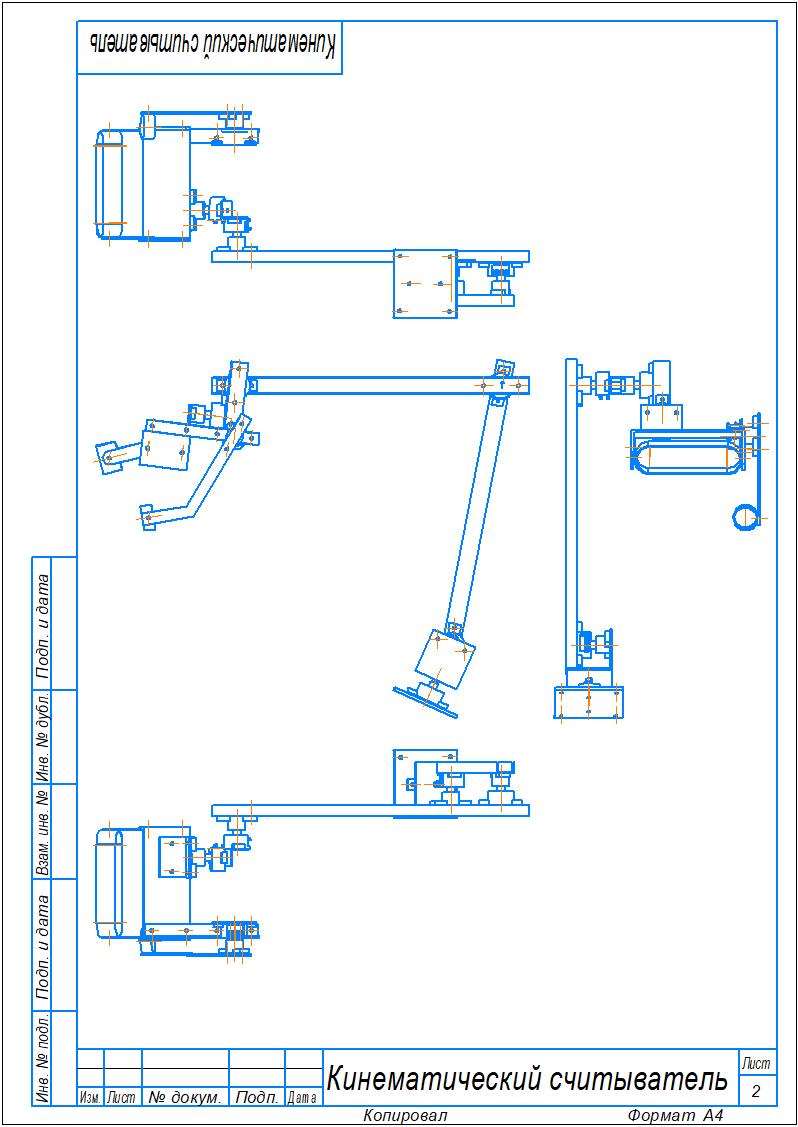 Кинематический считыватель
Подп. и дата
Инв. № дубл.
Взам. инв. №
Подп. и дата
Инв. № подл.
Изм. Лист № докум. Подп. Дата
Кинематический считыватель
Лист
2
Копировал Формат А4